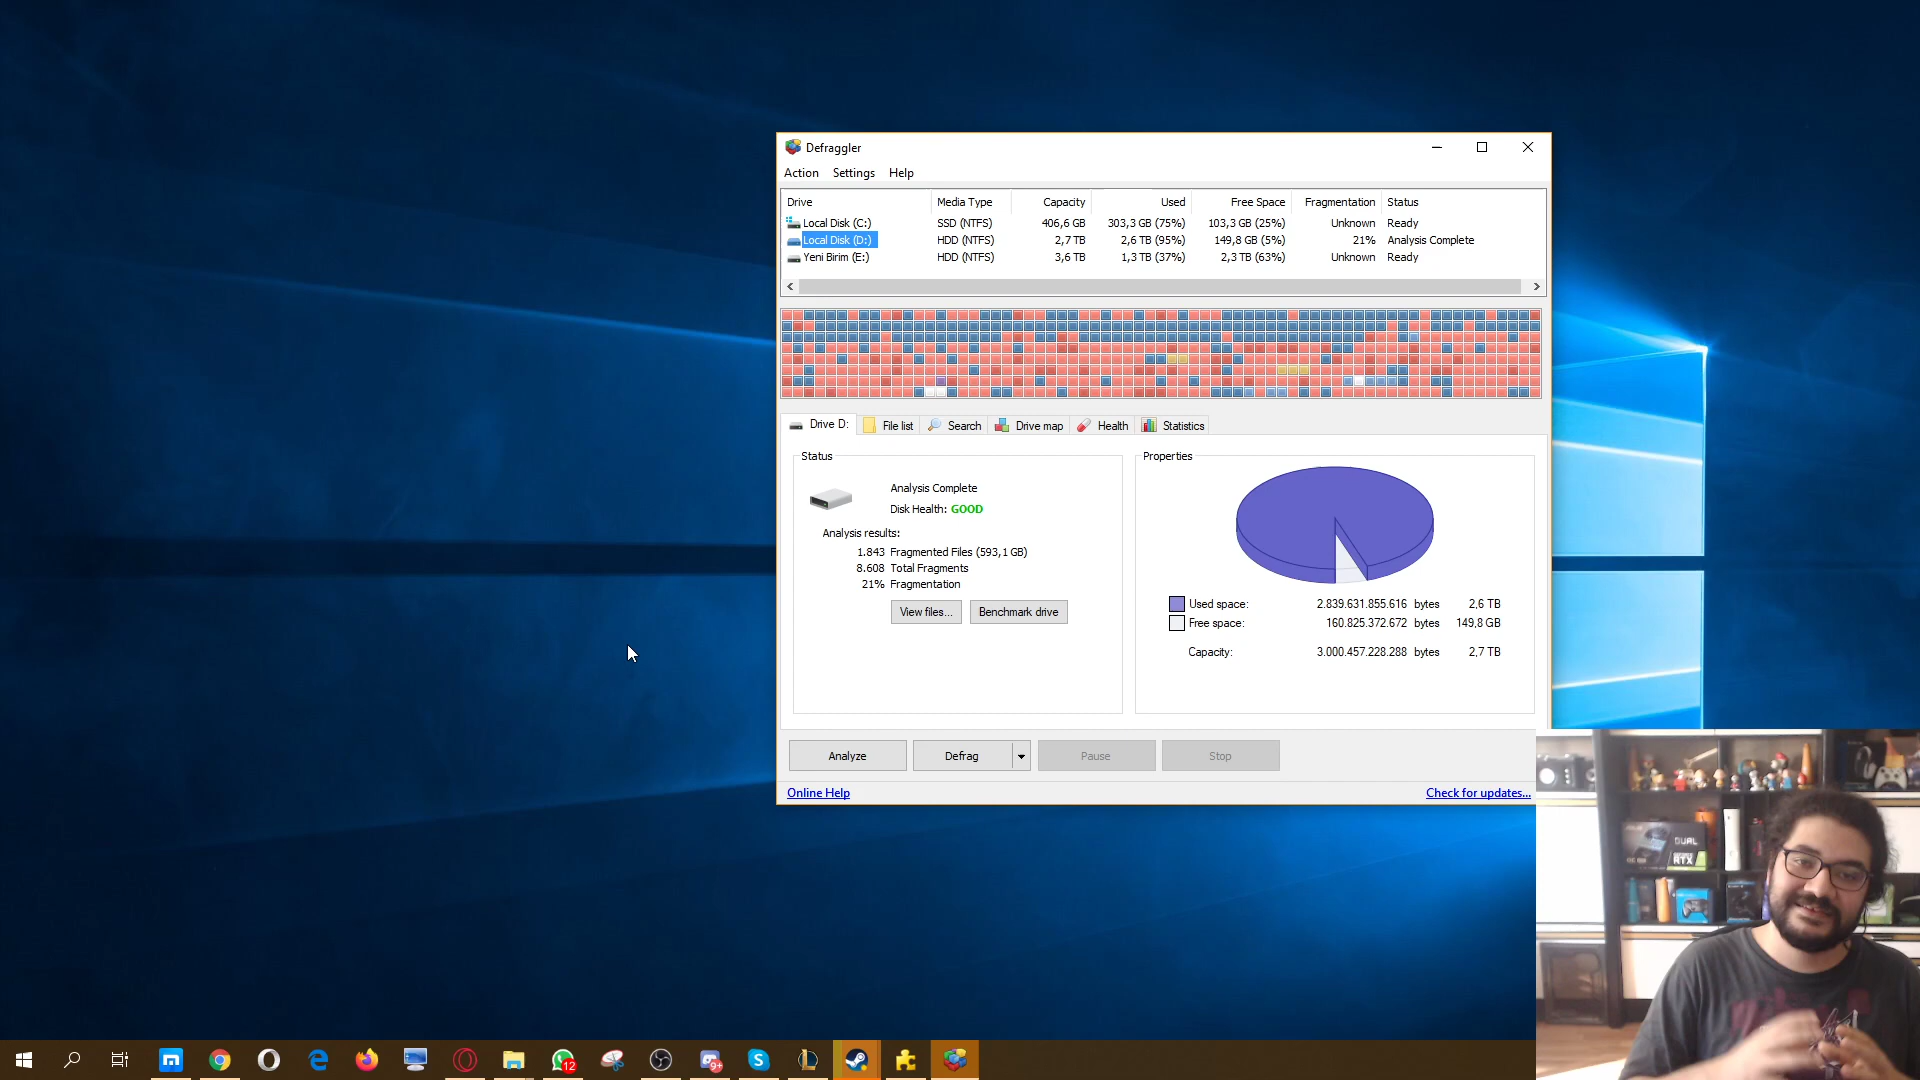 Defraggler
Action Settings Help
Drive Media Type Capacity Used Free Space Fragmentation Status
Local Disk (C:) SSD (NTFS) 406,6 GB 303,3 GB (75%) 103,3 GB (25%) Unknown Ready
Local Disk (D:) HDD (NTFS) 2,7 TB 2,6 TB (95%) 149,8 GB (5%) 21% Analysis Complete
Yeni Birim (E:) HDD (NTFS) 3,6 TB 1,3 TB (37%) 2,3 TB (63%) Unknown Ready
Drive D: File list Search Drive map Health Statistics
Status
Analysis Complete
Disk Health: GOOD
Analysis results:
1.843 Fragmented Files (593,1 GB)
8.608 Total Fragments
21% Fragmentation
View files... Benchmark drive
Properties
Used space: 2.839.631.855.616 bytes 2,6 TB
Free space: 160.825.372.672 bytes 149,8 GB
Capacity: 3.000.457.228.288 bytes 2,7 TB
Analyze Defrag Pause Stop
Online Help Check for updates...
DUAL
RTX
12
9+